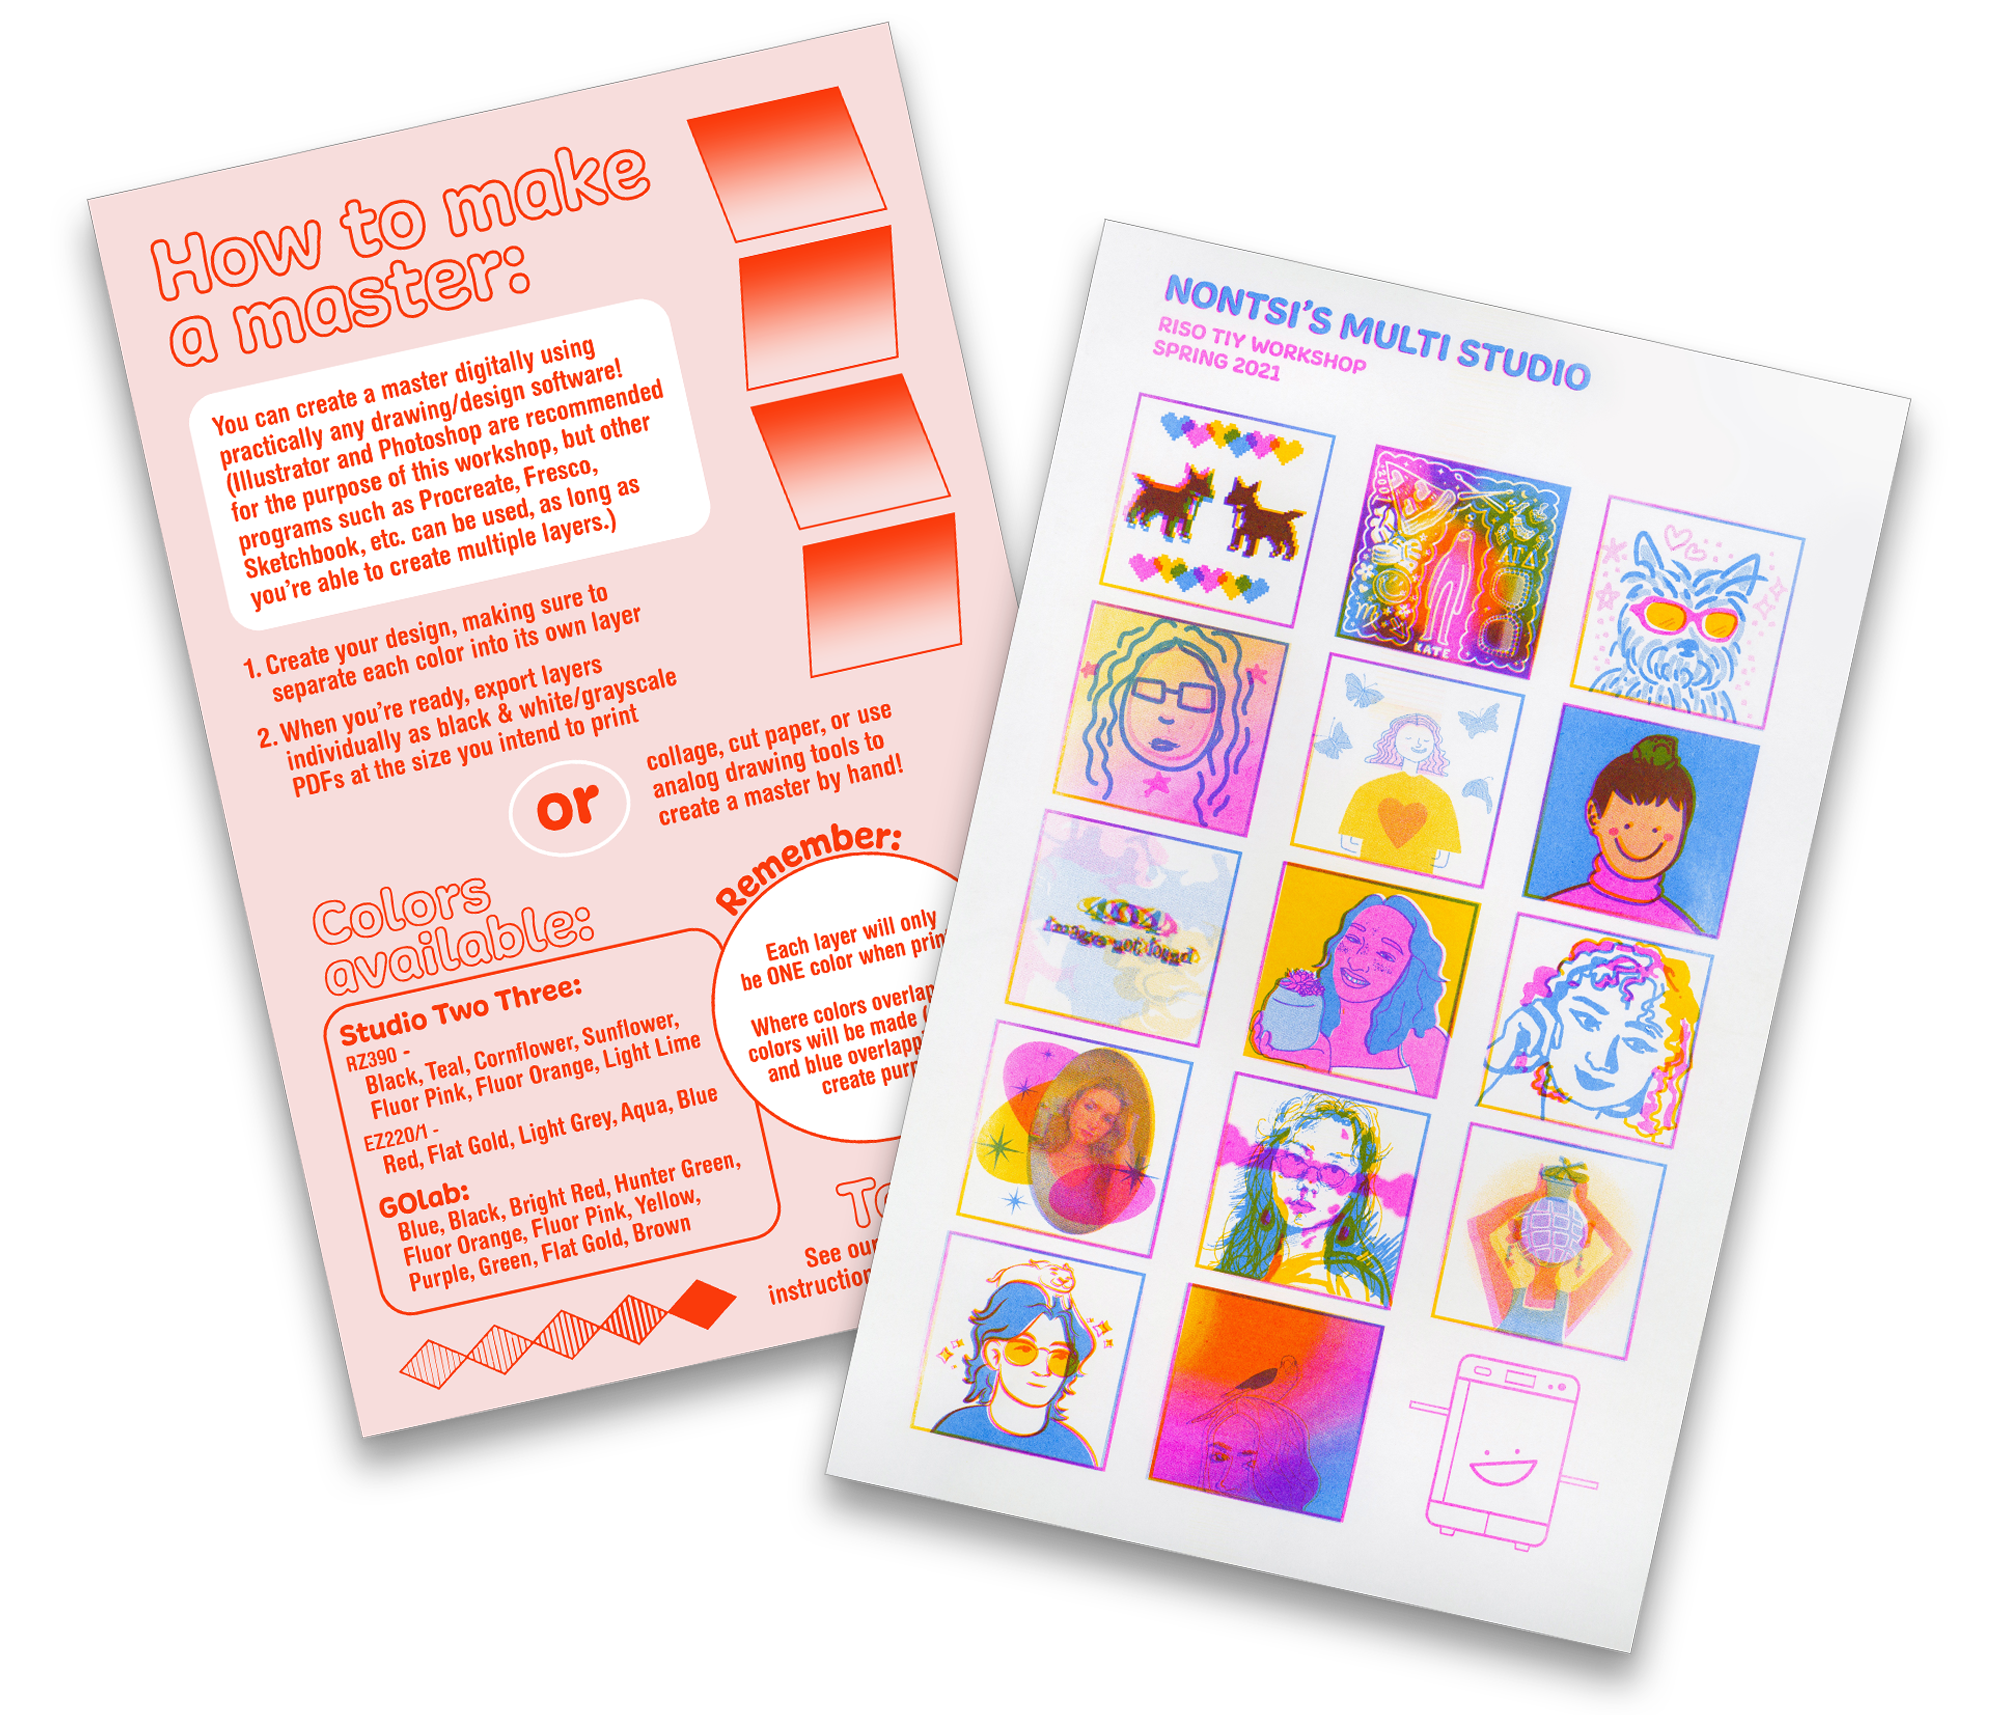 How to make
a master:
You can create a master digitally using
practically any drawing/design software!
(Illustrator and Photoshop are recommended
for the purpose of this workshop, but other
programs such as Procreate, Fresco,
Sketchbook, etc. can be used, as long as
you're able to create multiple layers.)
1. Create your design, making sure to
separate each color into its own layer
2. When you're ready, export layers
individually as black & white/grayscale
PDFs at the size you intend to print
or
collage, cut paper, or use
analog drawing tools to
create a master by hand!
Colors
available:
Studio Two Three:
RZ390 -
Black, Teal, Cornflower, Sunflower,
Fluor Pink, Fluor Orange, Light Lime
EZ220/1 -
Red, Flat Gold, Light Grey, Aqua, Blue
GOLab:
Blue, Black, Bright Red, Hunter Green,
Fluor Orange, Fluor Pink, Yellow,
Purple, Green, Flat Gold, Brown
Remember:
Each layer will only
be ONE color when
Where colors
colors will be made
and blue
create
See
NONTSI'S MULTI STUDIO
RISO TIY WORKSHOP
SPRING 2021
KATE
404
image not found